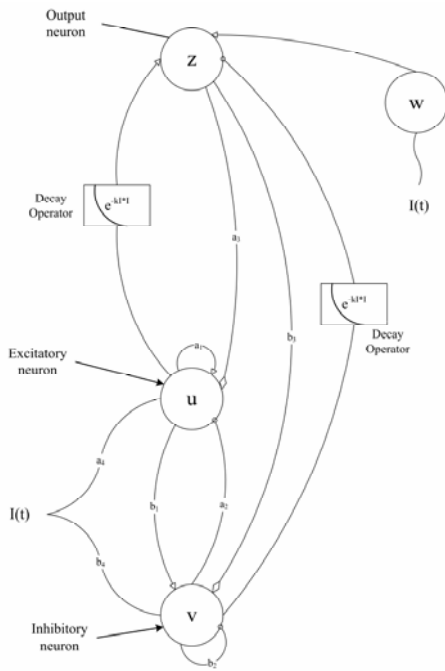 Output
neuron
z
w
I(t)
Decay
Operator
e^-kI*I
a₃
e^-kI*I
Decay
Operator
b₃
Excitatory
neuron
a₁
u
a₄
I(t)
b₁
a₂
b₄
v
Inhibitory
neuron
b₂